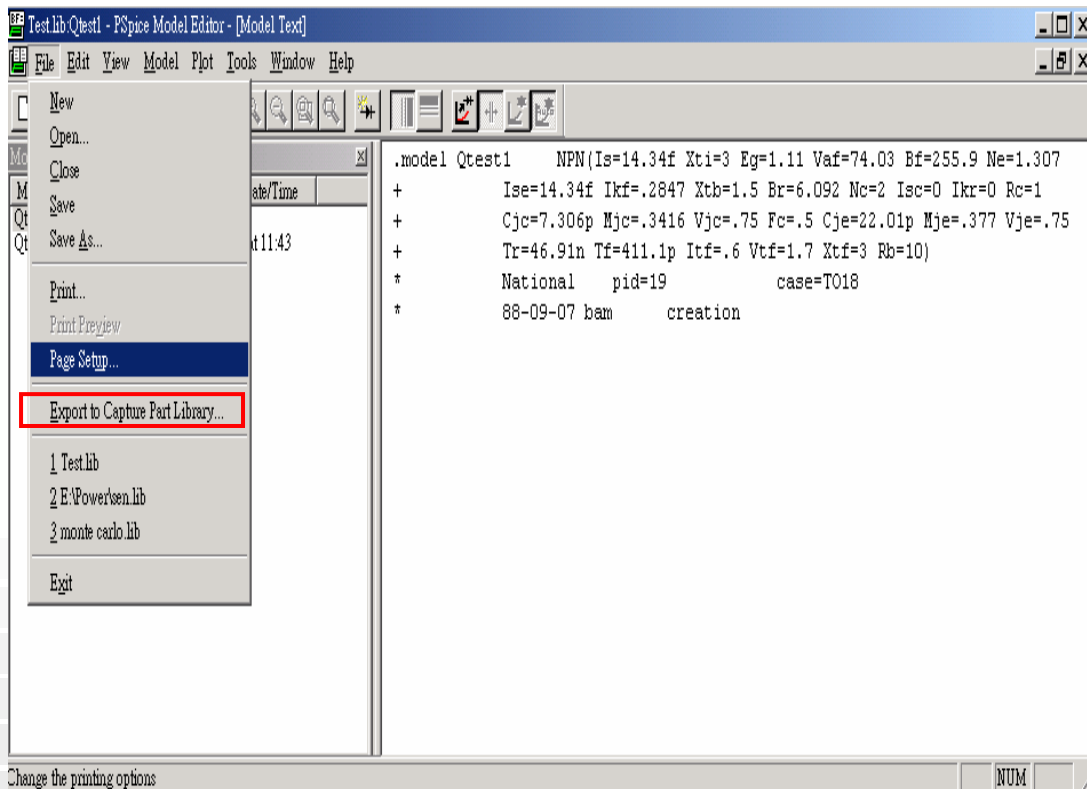 Test.lib:Qtest1 - PSpice Model Editor - [Model Text]
File Edit View Model Plot Tools Window Help
New
Open...
Close
Save
Save As...
Print...
Print Preview
Page Setup...
Export to Capture Part Library...
1 Test.lib
2 E:\Power\sen.lib
3 monte carlo.lib
Exit
Mo
M ate/Time
Qt
Qt at 11:43
.model Qtest1 NPN(Is=14.34f Xti=3 Eg=1.11 Vaf=74.03 Bf=255.9 Ne=1.307
+ Ise=14.34f Ikf=.2847 Xtb=1.5 Br=6.092 Nc=2 Isc=0 Ikr=0 Rc=1
+ Cjc=7.306p Mjc=.3416 Vjc=.75 Fc=.5 Cje=22.01p Mje=.377 Vje=.75
+ Tr=46.91n Tf=411.1p Itf=.6 Vtf=1.7 Xtf=3 Rb=10)
* National pid=19 case=TO18
* 88-09-07 bam creation
Change the printing options
NUM